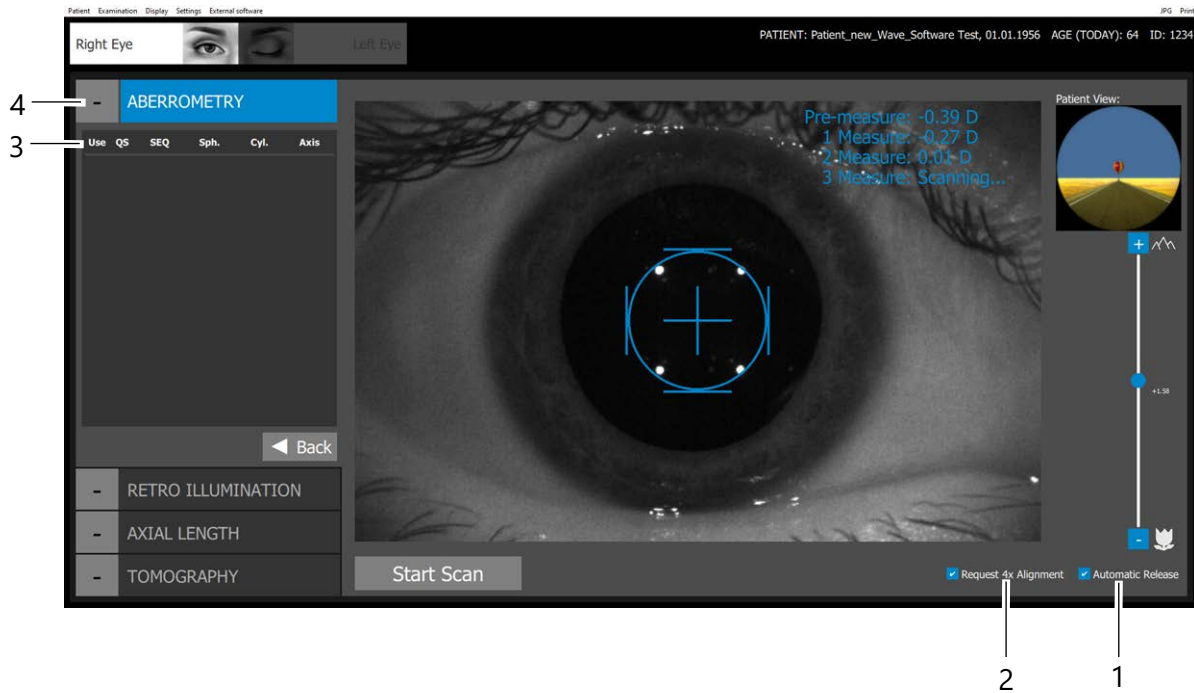 Patient Examination Display Settings External software JPG Print
Right Eye Left Eye PATIENT: Patient_new_Wave_Software Test, 01.01.1956 AGE (TODAY): 64 ID: 1234
4 - ABERROMETRY
3 Use QS SEQ Sph. Cyl. Axis
Pre-measure: -0.39 D
1 Measure: -0.27 D
2 Measure: 0.01 D
3 Measure: Scanning...
Patient View:
+
+1.58
-
Back
- RETRO ILLUMINATION
- AXIAL LENGTH
- TOMOGRAPHY
Start Scan
Request 4x Alignment Automatic Release
2 1